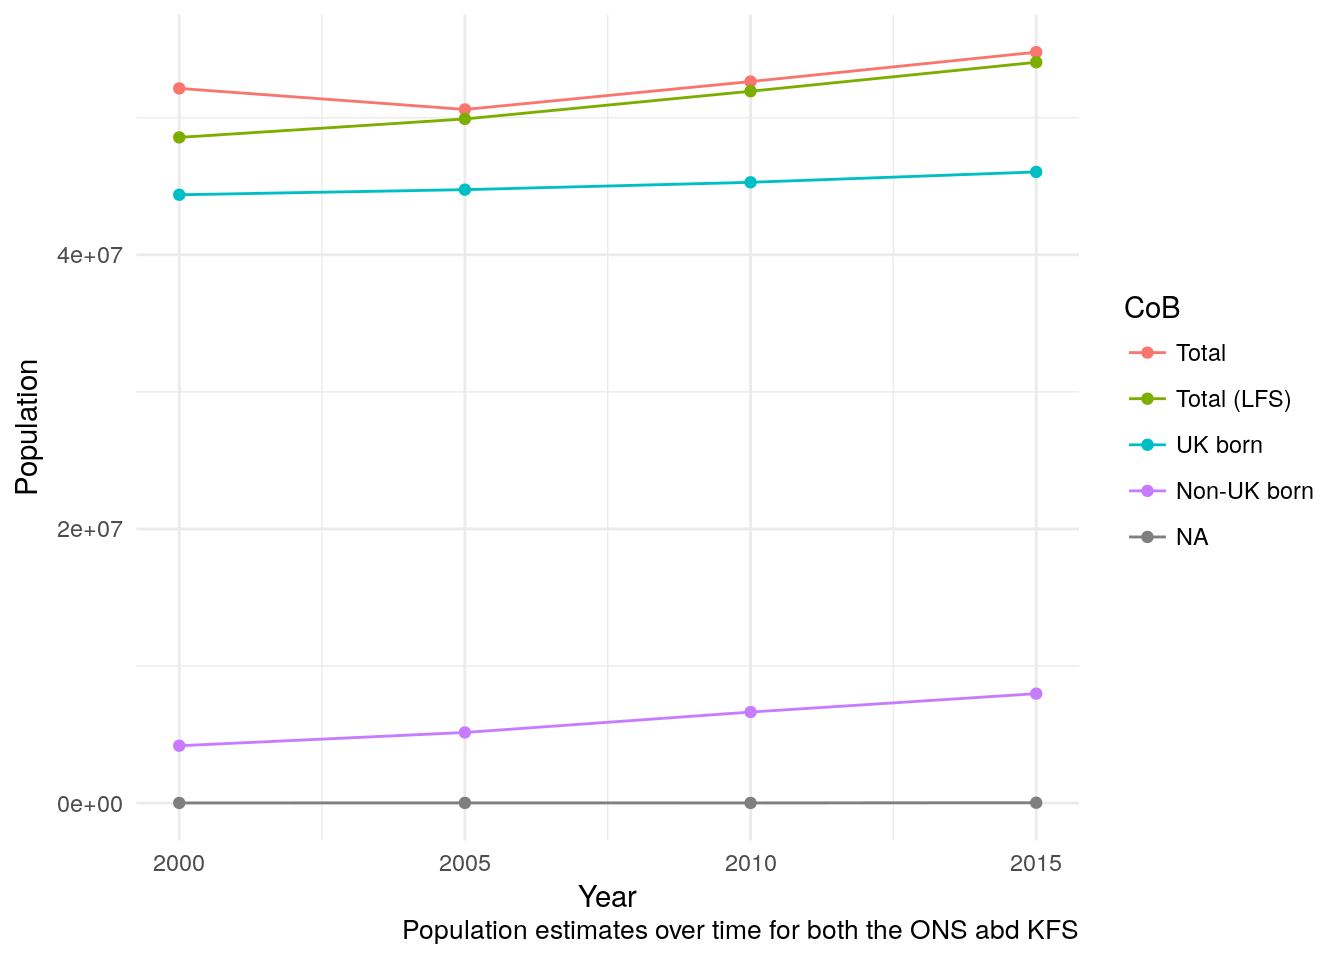 Population
4e+07
2e+07
0e+00
2000 2005 2010 2015
Year
Population estimates over time for both the ONS abd KFS
CoB
Total
Total (LFS)
UK born
Non-UK born
NA